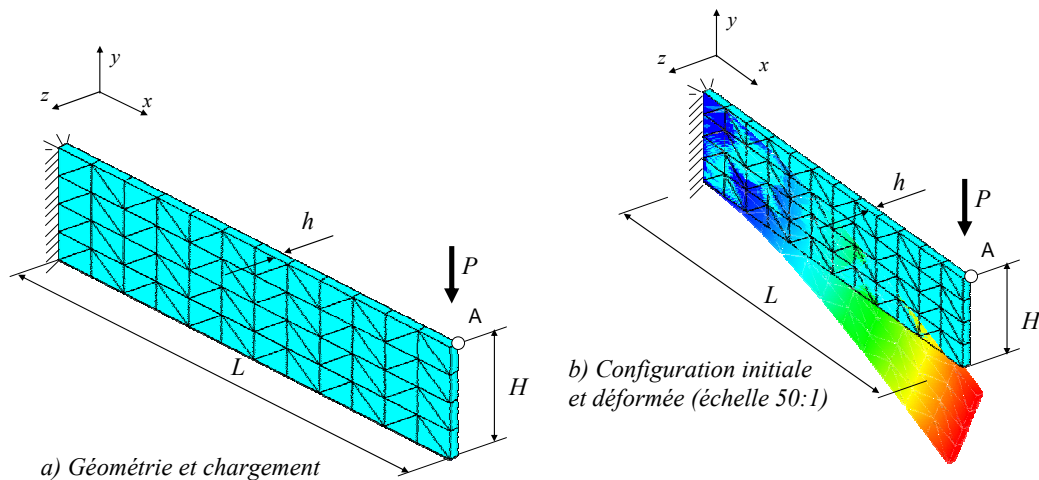 y
z
x
h
P
A
L
H
a) Géométrie et chargement
y
z
x
h
P
A
L
H
b) Configuration initiale
et déformée (échelle 50:1)